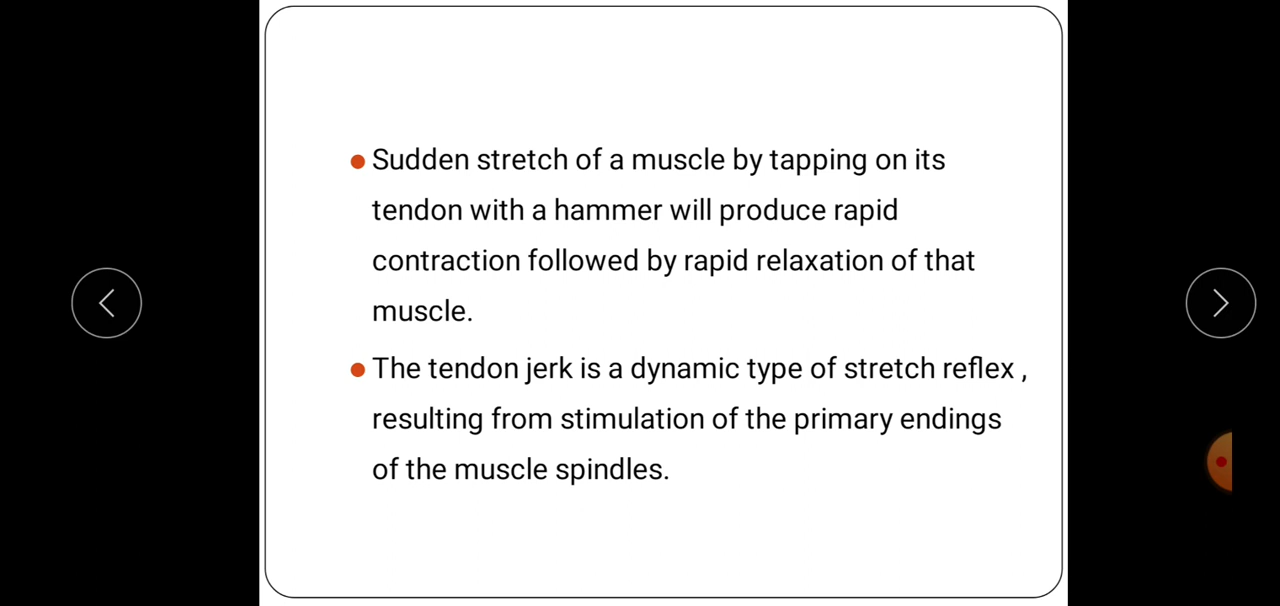 Sudden stretch of a muscle by tapping on its
tendon with a hammer will produce rapid
contraction followed by rapid relaxation of that
muscle.
The tendon jerk is a dynamic type of stretch reflex ,
resulting from stimulation of the primary endings
of the muscle spindles.